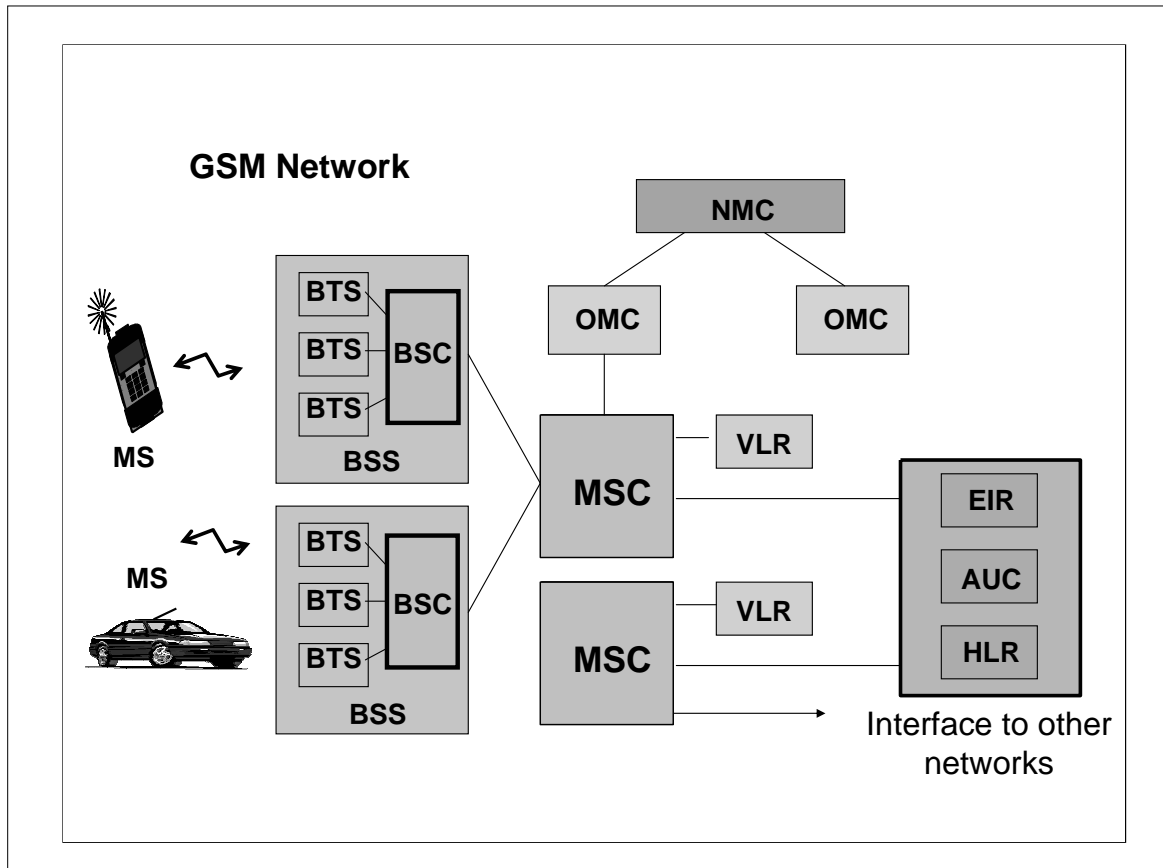 GSM Network
NMC
OMC
OMC
BTS
BTS
BTS
BSC
BSS
MS
MSC
VLR
BTS
BTS
BTS
BSC
BSS
MS
MSC
VLR
EIR
AUC
HLR
Interface to other
networks